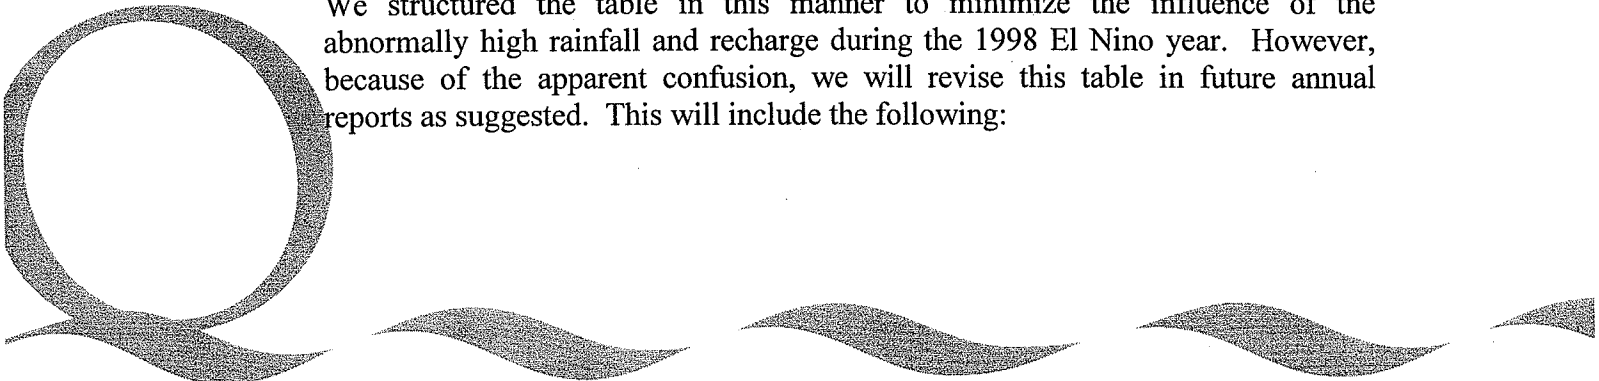 We structured the table in this manner to minimize the influence of the
abnormally high rainfall and recharge during the 1998 El Nino year. However,
because of the apparent confusion, we will revise this table in future annual
reports as suggested. This will include the following: